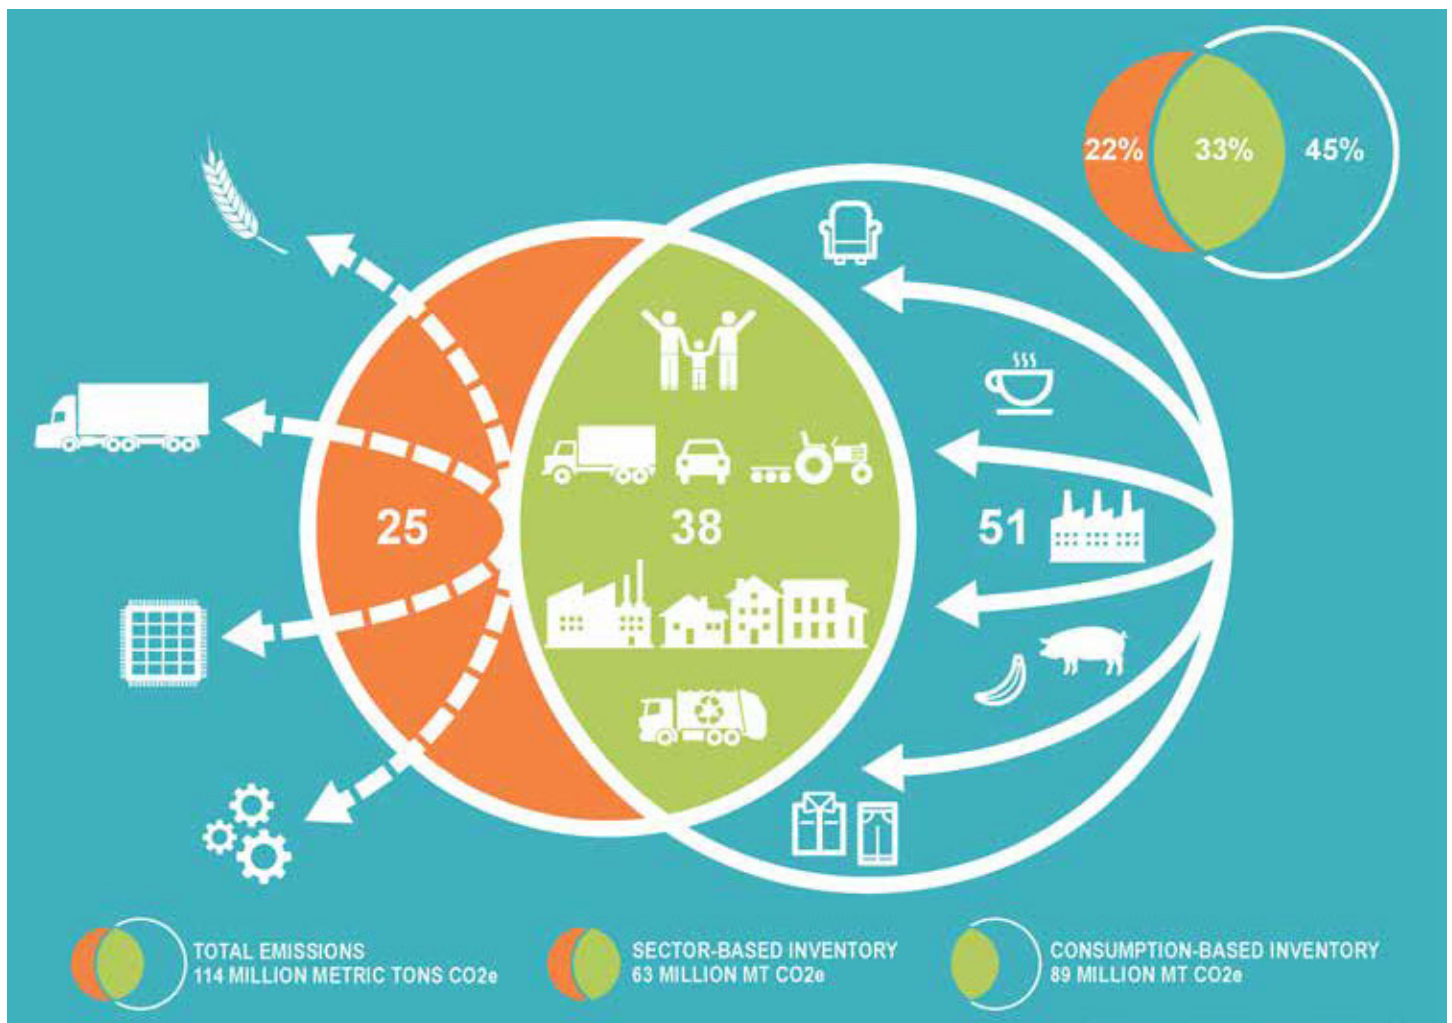 22% 33% 45%
25 38 51
TOTAL EMISSIONS
114 MILLION METRIC TONS CO2e
SECTOR-BASED INVENTORY
63 MILLION MT CO2e
CONSUMPTION-BASED INVENTORY
89 MILLION MT CO2e